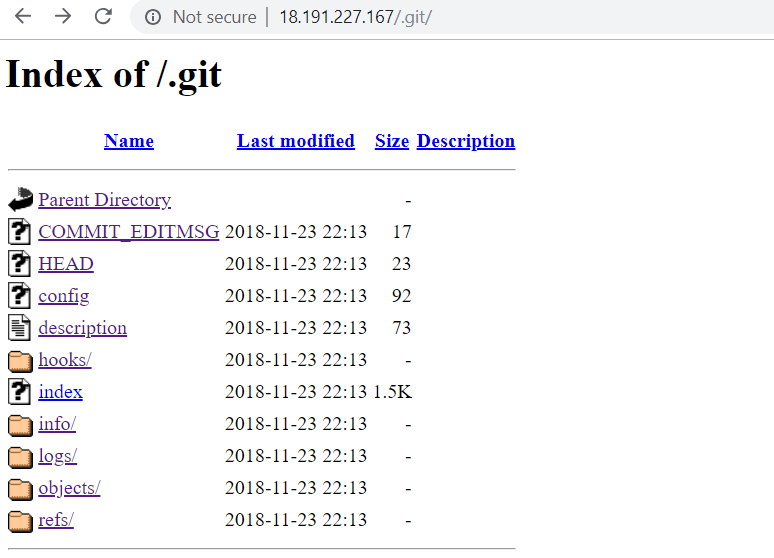 Not secure | 18.191.227.167/.git/
Index of /.git
Name Last modified Size Description
Parent Directory -
COMMIT_EDITMSG 2018-11-23 22:13 17
HEAD 2018-11-23 22:13 23
config 2018-11-23 22:13 92
description 2018-11-23 22:13 73
hooks/ 2018-11-23 22:13 -
index 2018-11-23 22:13 1.5K
info/ 2018-11-23 22:13 -
logs/ 2018-11-23 22:13 -
objects/ 2018-11-23 22:13 -
refs/ 2018-11-23 22:13 -